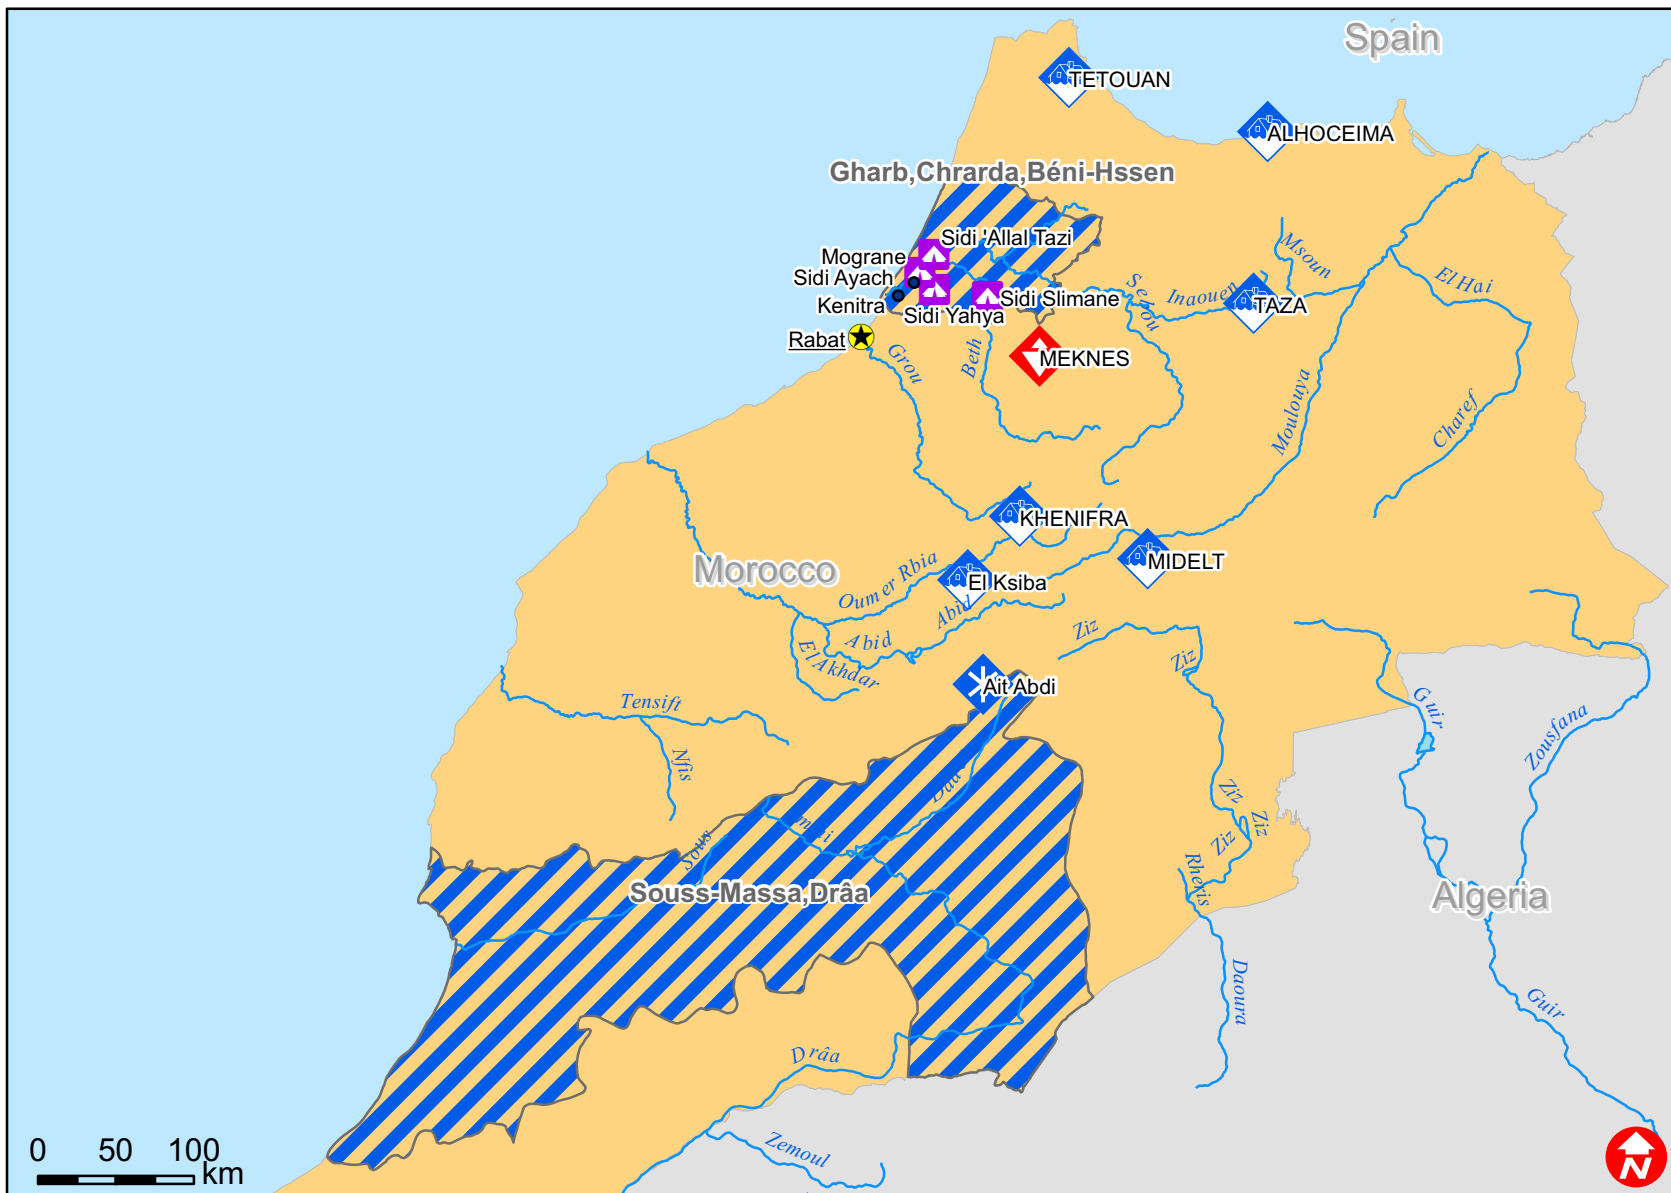 Spain
TETOUAN
ALHOCEIMA
Gharb,Chrarda,Béni-Hssen
Sidi 'Allal Tazi
Mograne
Sidi Ayach
Kenitra
Sidi Yahya
Sidi Slimane
Rabat
Sebou
Inaouen
Msoun
TAZA
El Hai
Grou
Beth
MEKNES
Moulouya
Charef
KHENIFRA
MIDELT
Morocco
Oum er Rbia
El Ksiba
Abid
Abid
El Akhdar
Ziz
Ziz
Ait Abdi
Tensift
Nfis
Guir
Zousfana
Ziz
Ziz
Ziz
Sous
Rheris
Souss-Massa,Drâa
Algeria
Daoura
Guir
Drâa
Zemoul
0 50 100
km
N